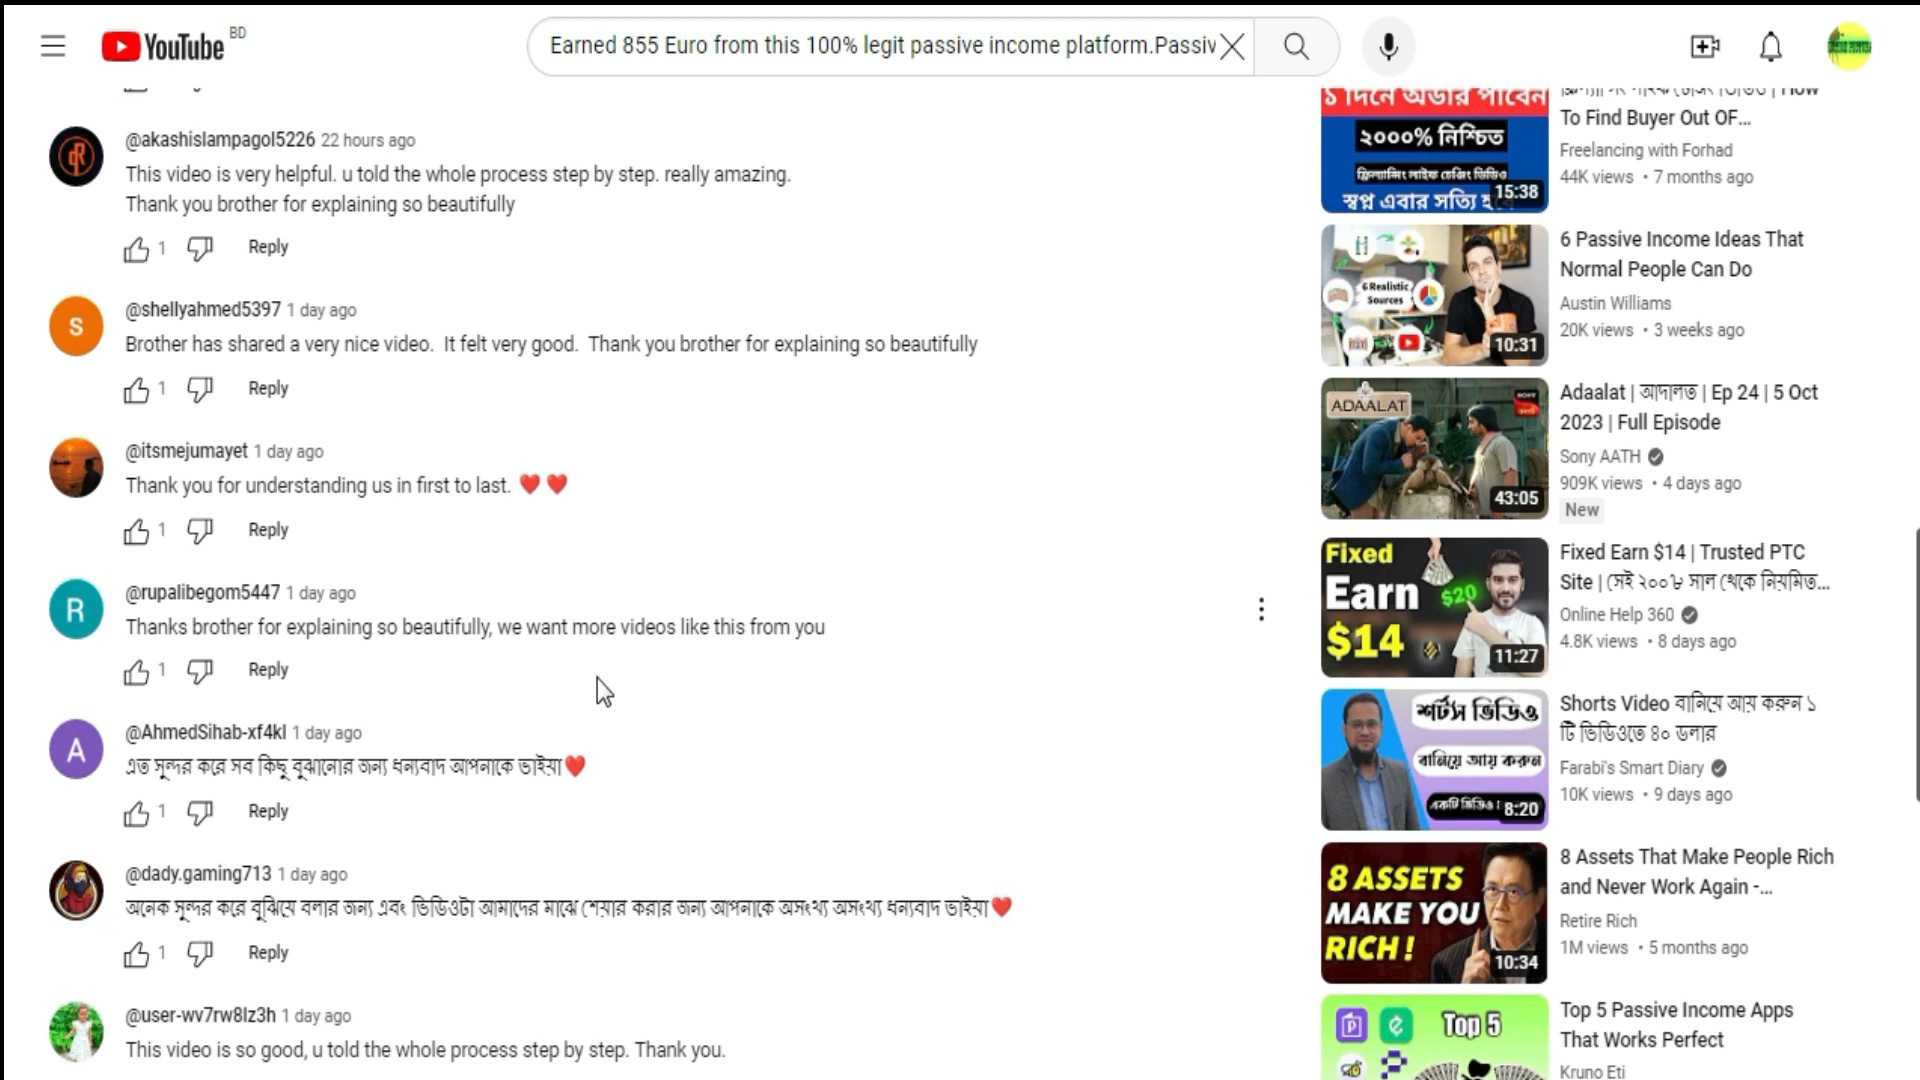 YouTube BD
Earned 855 Euro from this 100% legit passive income platform.Passiv
@akashislampagol5226 22 hours ago
This video is very helpful. u told the whole process step by step. really amazing.
Thank you brother for explaining so beautifully
1 Reply
@shellyahmed5397 1 day ago
Brother has shared a very nice video. It felt very good. Thank you brother for explaining so beautifully
1 Reply
@itsmejumayet 1 day ago
Thank you for understanding us in first to last. ❤️ ❤️
1 Reply
@rupalibegom5447 1 day ago
Thanks brother for explaining so beautifully, we want more videos like this from you
1 Reply
@AhmedSihab-xf4kl 1 day ago
এত সুন্দর করে সব কিছু বুঝানোর জন্য ধন্যবাদ আপনাকে ভাইয়া❤️
1 Reply
@dady.gaming713 1 day ago
অনেক সুন্দর করে বুঝিয়ে বলার জন্য এবং ভিডিওটা আমাদের মাঝে শেয়ার করার জন্য আপনাকে অসংখ্য অসংখ্য ধন্যবাদ ভাইয়া❤️
1 Reply
@user-wv7rw8lz3h 1 day ago
This video is so good, u told the whole process step by step. Thank you.
১ দিনে অর্ডার পাবেন
২০০০% নিশ্চিত
ফ্রিল্যান্সিং লাইফ চেঞ্জিং ভিডিও
স্বপ্ন এবার সত্যি হবে
15:38
To Find Buyer Out OF...
Freelancing with Forhad
44K views • 7 months ago
6 Realistic
Sources
10:31
6 Passive Income Ideas That
Normal People Can Do
Austin Williams
20K views • 3 weeks ago
ADAALAT
43:05
Adaalat | আদালত | Ep 24 | 5 Oct
2023 | Full Episode
Sony AATH
909K views • 4 days ago
New
Fixed
Earn $20
$14
11:27
Fixed Earn $14 | Trusted PTC
Site | সেই ২০০৮ সাল থেকে নিয়মিত...
Online Help 360
4.8K views • 8 days ago
শর্টস ভিডিও
বানিয়ে আয় করুন
একটি ভিডিও
8:20
Shorts Video বানিয়ে আয় করুন ১
টি ভিডিওতে ৪০ ডলার
Farabi's Smart Diary
10K views • 9 days ago
8 ASSETS
MAKE YOU
RICH !
10:34
8 Assets That Make People Rich
and Never Work Again -...
Retire Rich
1M views • 5 months ago
Top 5
Top 5 Passive Income Apps
That Works Perfect
Kruno Eti